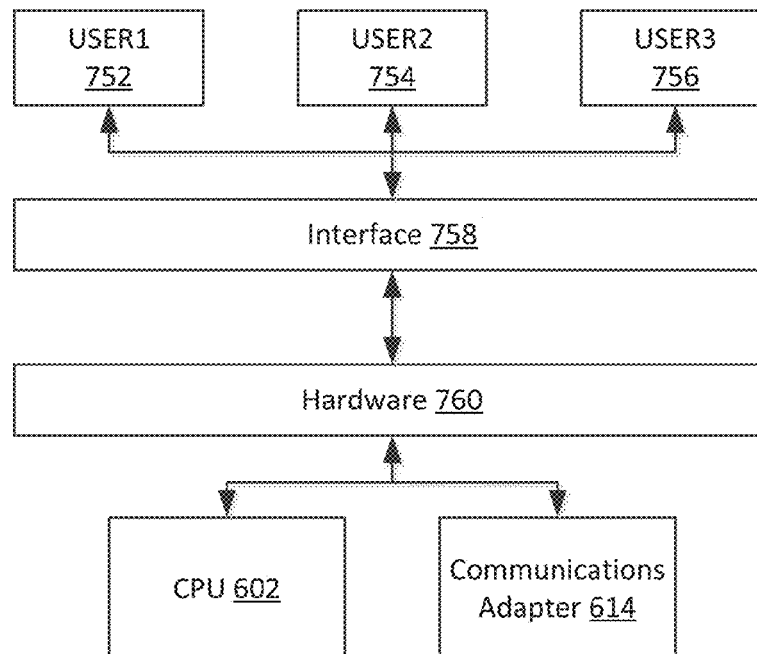 USER1
752
USER2
754
USER3
756
Interface 758
Hardware 760
CPU 602
Communications
Adapter 614